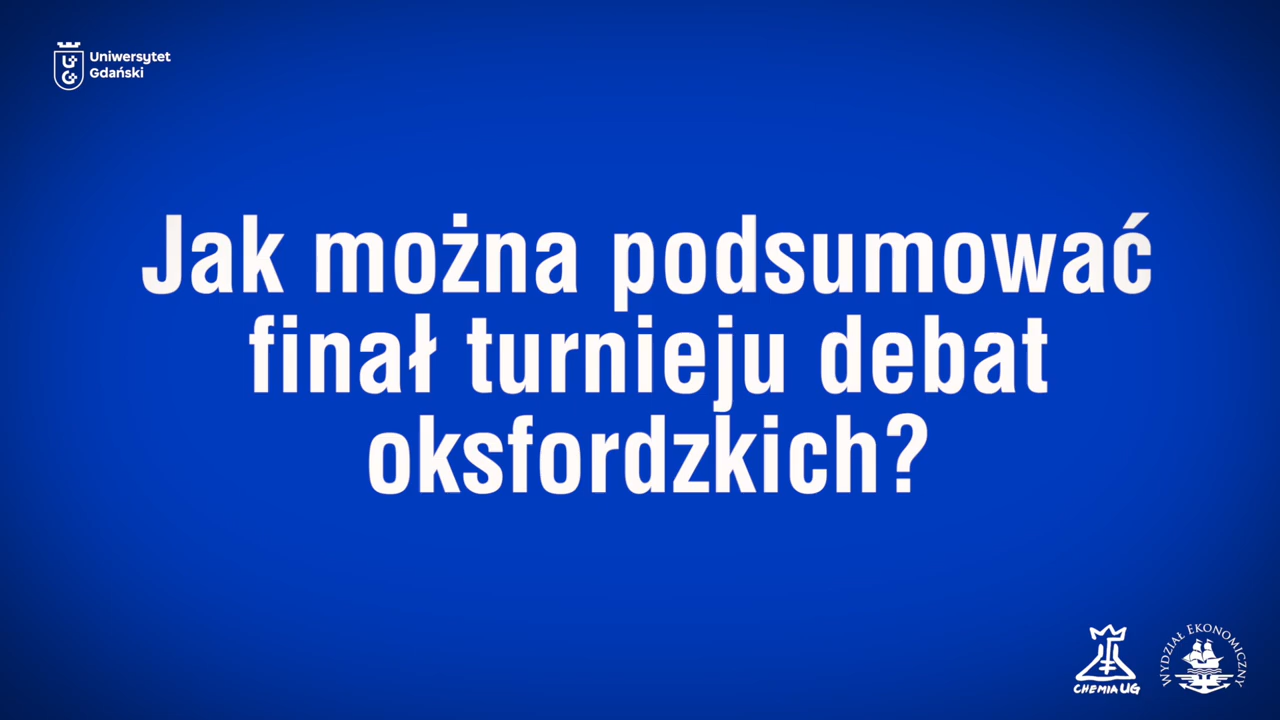 Uniwersytet
Gdański
Jak można podsumować
finał turnieju debat
oksfordzkich?
CHEMIA UG
WYDZIAŁ EKONOMICZNY